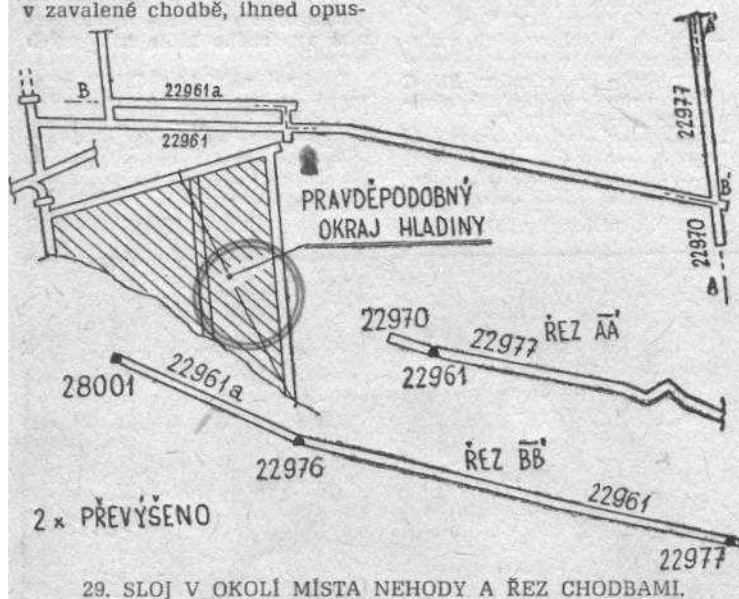 v zavalené chodbě, ihned opus-
A'
B
22961a
22961
22977
PRAVDĚPODOBNÝ
OKRAJ HLADINY
B'
22970
A
22970
22977
ŘEZ AA'
22961
28001
22961a
22976
ŘEZ BB'
22961
22977
2 x PŘEVÝŠENO
29. SLOJ V OKOLÍ MÍSTA NEHODY A ŘEZ CHODBAMI.